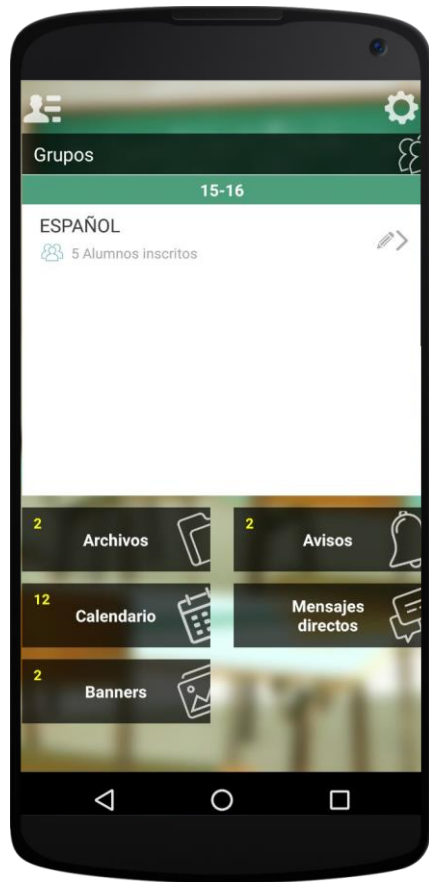 Grupos
15-16
ESPAÑOL
5 Alumnos inscritos
2
Archivos
2
Avisos
12
Calendario
Mensajes
directos
2
Banners